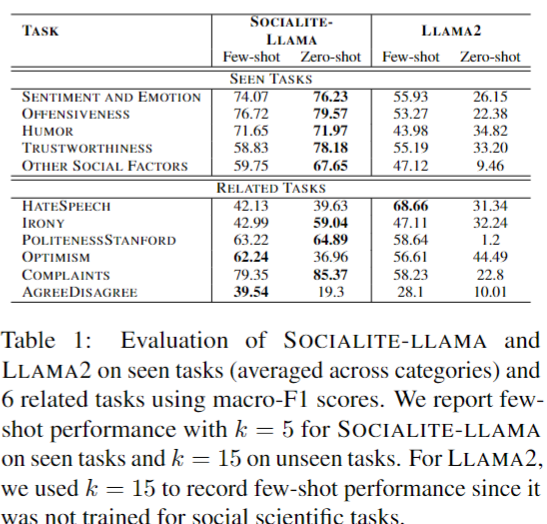 TASK SOCIALITE-LLAMA LLAMA2
Few-shot Zero-shot Few-shot Zero-shot
SEEN TASKS
SENTIMENT AND EMOTION 74.07 76.23 55.93 26.15
OFFENSIVENESS 76.72 79.57 53.27 22.38
HUMOR 71.65 71.97 43.98 34.82
TRUSTWORTHINESS 58.83 78.18 55.19 33.20
OTHER SOCIAL FACTORS 59.75 67.65 47.12 9.46
RELATED TASKS
HATESPEECH 42.13 39.63 68.66 31.34
IRONY 42.99 59.04 47.11 32.24
POLITENESSSTANFORD 63.22 64.89 58.64 1.2
OPTIMISM 62.24 36.96 56.61 44.49
COMPLAINTS 79.35 85.37 58.23 22.8
AGREEDISAGREE 39.54 19.3 28.1 10.01
Table 1: Evaluation of SOCIALITE-LLAMA and
LLAMA2 on seen tasks (averaged across categories) and
6 related tasks using macro-F1 scores. We report few-
shot performance with k = 5 for SOCIALITE-LLAMA
on seen tasks and k = 15 on unseen tasks. For LLAMA2,
we used k = 15 to record few-shot performance since it
was not trained for social scientific tasks.